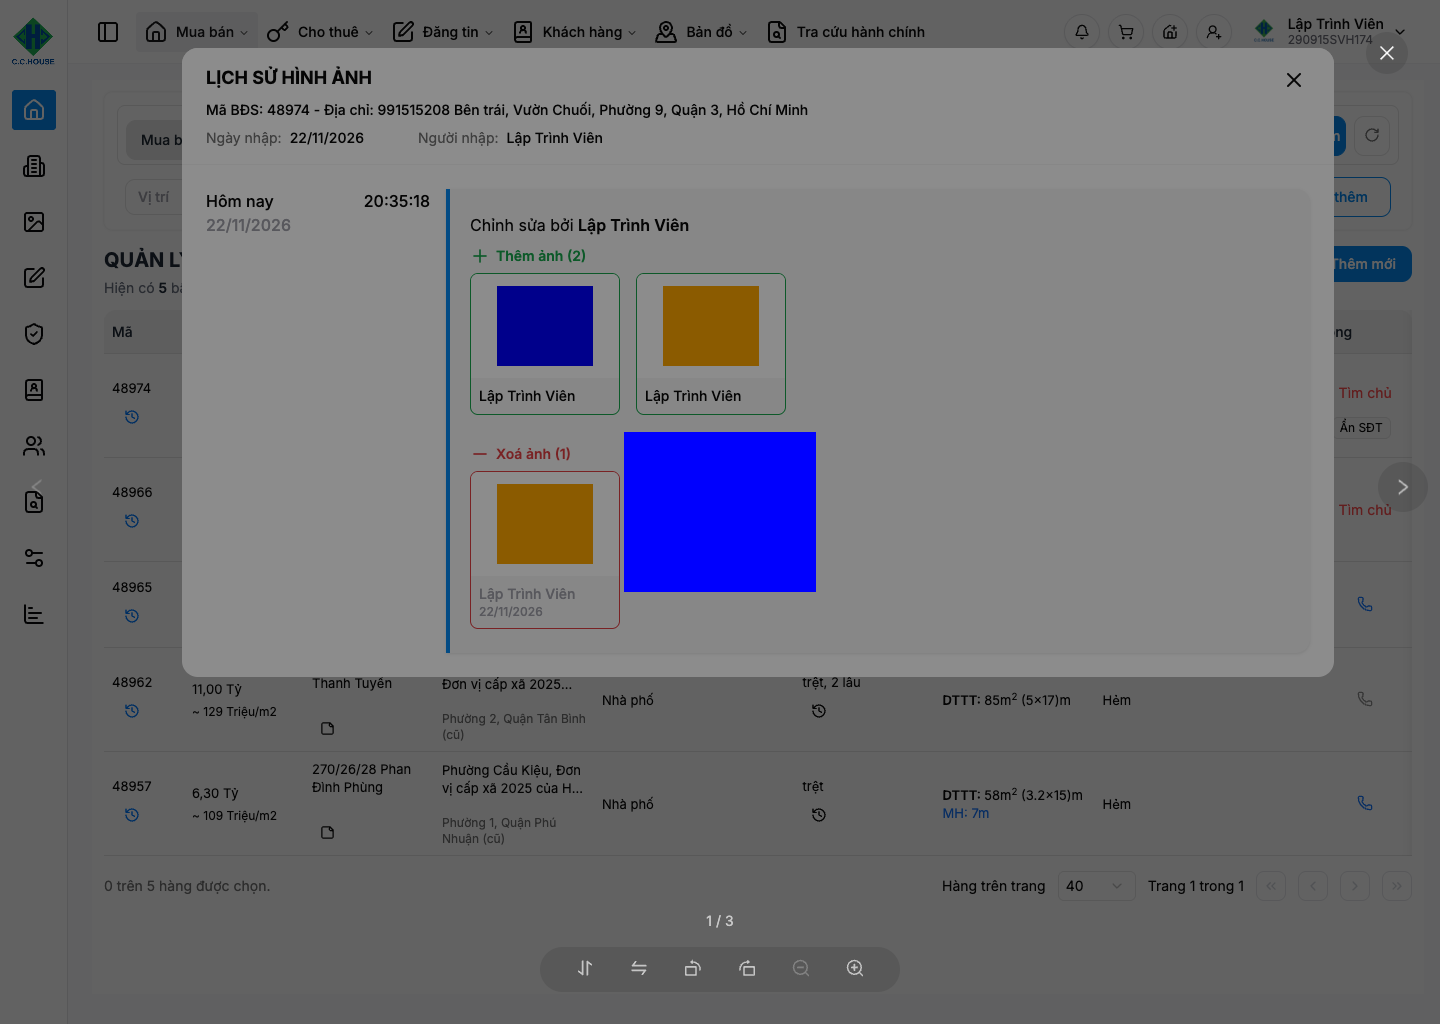 C.C.HOUSE
Mua bán
Cho thuê
Đăng tin
Khách hàng
Bản đồ
Tra cứu hành chính
Lập Trình Viên
290915SVH174
LỊCH SỬ HÌNH ẢNH
Mã BĐS: 48974 - Địa chỉ: 991515208 Bên trái, Vườn Chuối, Phường 9, Quận 3, Hồ Chí Minh
Ngày nhập: 22/11/2026 Người nhập: Lập Trình Viên
Mua b
Vị trí
thêm
Hôm nay 20:35:18
22/11/2026
Chỉnh sửa bởi Lập Trình Viên
Thêm ảnh (2)
Lập Trình Viên
Lập Trình Viên
Xoá ảnh (1)
Lập Trình Viên
22/11/2026
QUẢN LÝ
Hiện có 5 bà
Thêm mới
Mã
ng
48974
Tìm chủ
Ẩn SĐT
48966
Tìm chủ
48965
48962
11,00 Tỷ
~ 129 Triệu/m2
Thanh Tuyền
Đơn vị cấp xã 2025...
Phường 2, Quận Tân Bình
(cũ)
Nhà phố
trệt, 2 lầu
DTTT: 85m² (5x17)m
Hẻm
48957
6,30 Tỷ
~ 109 Triệu/m2
270/26/28 Phan
Đình Phùng
Phường Cầu Kiệu, Đơn
vị cấp xã 2025 của H...
Phường 1, Quận Phú
Nhuận (cũ)
Nhà phố
trệt
DTTT: 58m² (3.2x15)m
MH: 7m
Hẻm
0 trên 5 hàng được chọn.
Hàng trên trang 40 Trang 1 trong 1
1 / 3